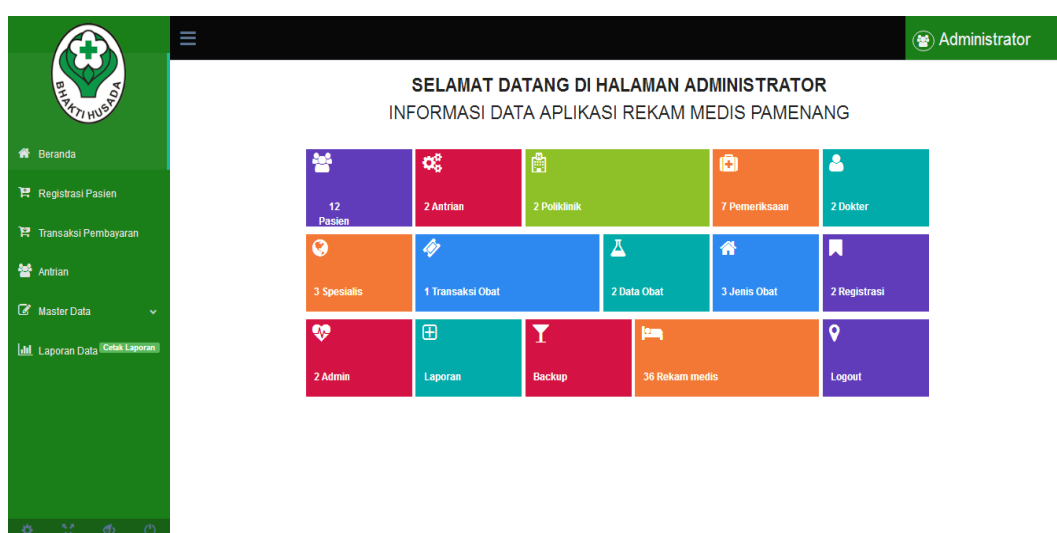 BHAKTI HUSADA
Administrator
Beranda
Registrasi Pasien
Transaksi Pembayaran
Antrian
Master Data
Laporan Data Cetak Laporan
SELAMAT DATANG DI HALAMAN ADMINISTRATOR
INFORMASI DATA APLIKASI REKAM MEDIS PAMENANG
12
Pasien
2 Antrian
2 Poliklinik
7 Pemeriksaan
2 Dokter
3 Spesialis
1 Transaksi Obat
2 Data Obat
3 Jenis Obat
2 Registrasi
2 Admin
Laporan
Backup
36 Rekam medis
Logout